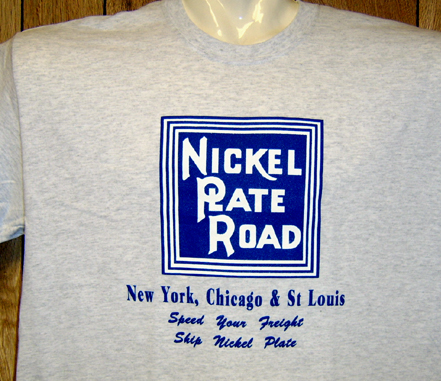 NICKEL
PLATE
ROAD
New York, Chicago & St Louis
Speed Your Freight
Ship Nickel Plate